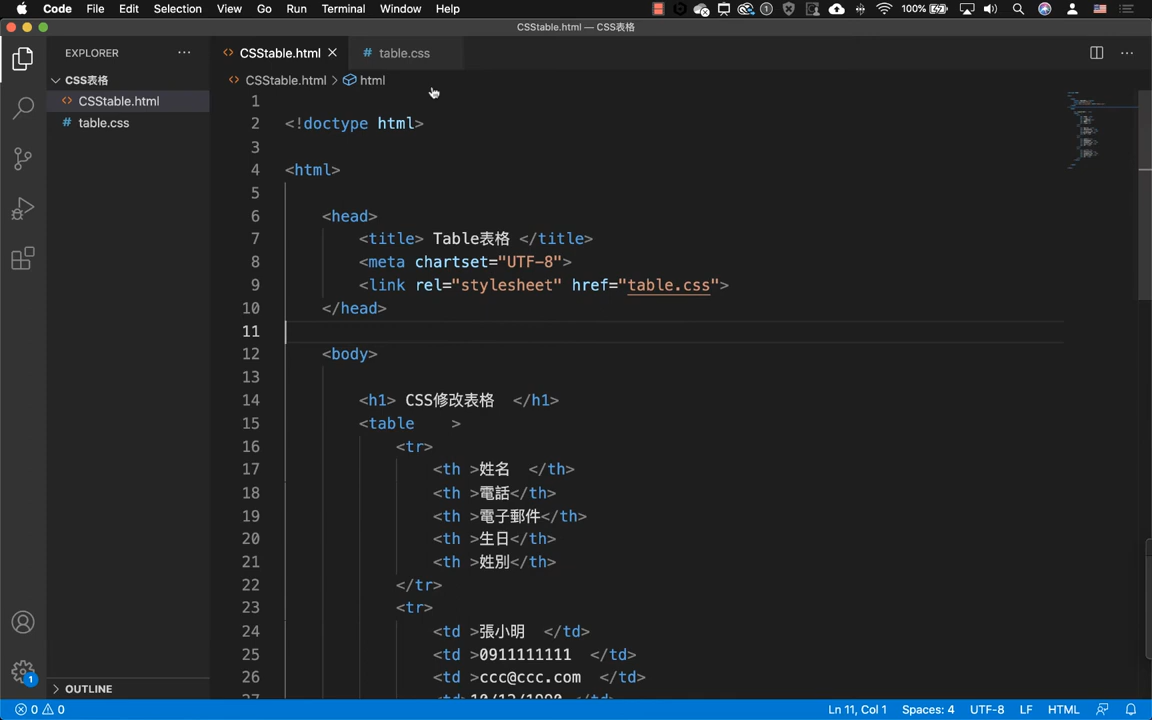 Code File Edit Selection View Go Run Terminal Window Help 100%
CSStable.html — CSS表格
EXPLORER
CSStable.html
table.css
CSS表格
CSStable.html > html
CSStable.html
table.css
1
2 <!doctype html>
3
4 <html>
5
6 <head>
7 <title> Table表格 </title>
8 <meta chartset="UTF-8">
9 <link rel="stylesheet" href="table.css">
10 </head>
11
12 <body>
13
14 <h1> CSS修改表格 </h1>
15 <table >
16 <tr>
17 <th >姓名 </th>
18 <th >電話</th>
19 <th >電子郵件</th>
20 <th >生日</th>
21 <th >姓別</th>
22 </tr>
23 <tr>
24 <td >張小明 </td>
25 <td >0911111111 </td>
26 <td >ccc@ccc.com </td>
27 <td>10/12/1990 </td>
OUTLINE
1
0 0 Ln 11, Col 1 Spaces: 4 UTF-8 LF HTML